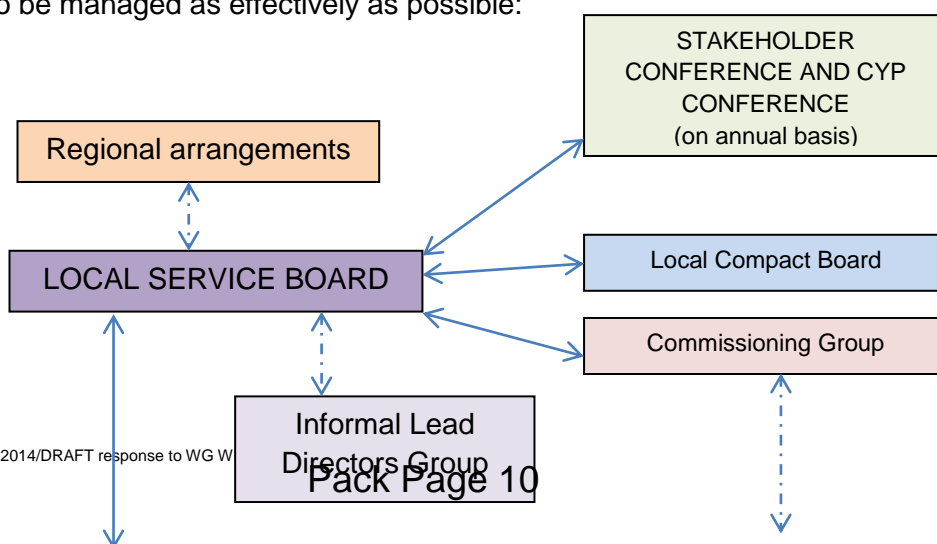 o be managed as effectively as possible:
STAKEHOLDER
CONFERENCE AND CYP
CONFERENCE
(on annual basis)
Regional arrangements
LOCAL SERVICE BOARD
Local Compact Board
Commissioning Group
Informal Lead
Directors Group
2014/DRAFT response to WG W
Pack Page 10